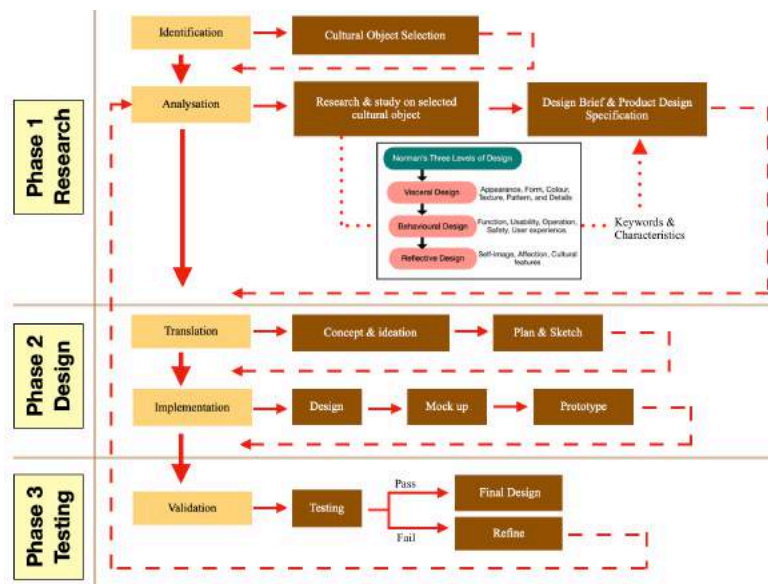 Phase 1
Research
Identification
Cultural Object Selection
Analysation
Research & study on selected
cultural object
Design Brief & Product Design
Specification
Norman's Three Levels of Design
Visceral Design
Appearance, Form, Colour,
Texture, Pattern, and Details
Behavioural Design
Function, Usability, Operation,
Safety, User experience.
Reflective Design
Self-image, Affection, Cultural
features
Keywords &
Characteristics
Phase 2
Design
Translation
Concept & ideation
Plan & Sketch
Implementation
Design
Mock up
Prototype
Phase 3
Testing
Validation
Testing
Pass
Final Design
Fail
Refine